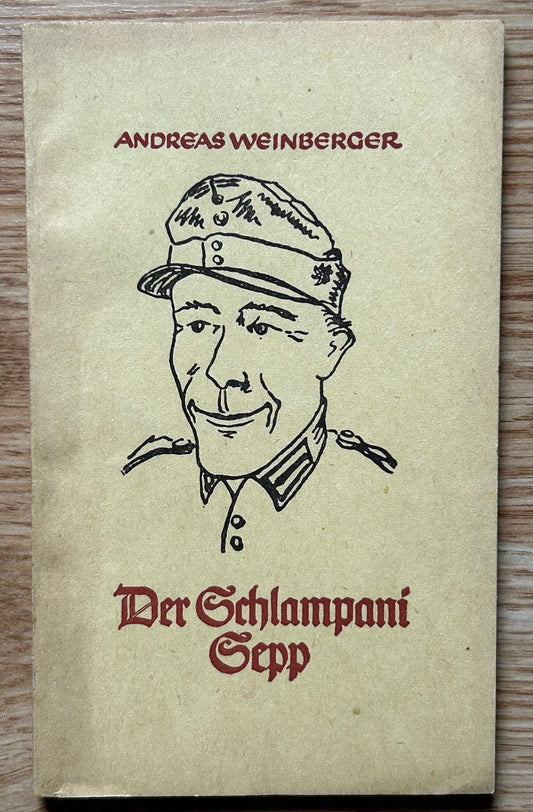 ANDREAS WEINBERGER
Der Schlampani
Sepp